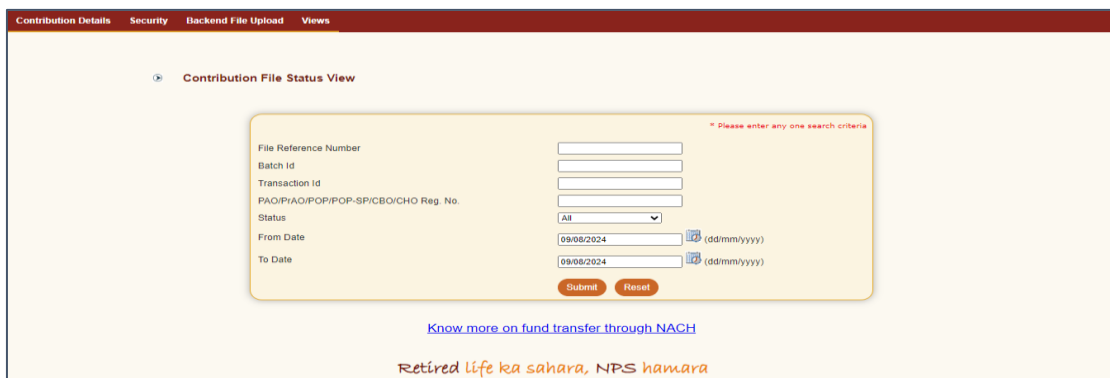 Contribution Details Security Backend File Upload Views
Contribution File Status View
* Please enter any one search criteria
File Reference Number
Batch Id
Transaction Id
PAO/PrAO/POP/POP-SP/CBO/CHO Reg. No.
Status All
From Date 09/08/2024 (dd/mm/yyyy)
To Date 09/08/2024 (dd/mm/yyyy)
Submit Reset
Know more on fund transfer through NACH
Retired life ka sahara, NPS hamara